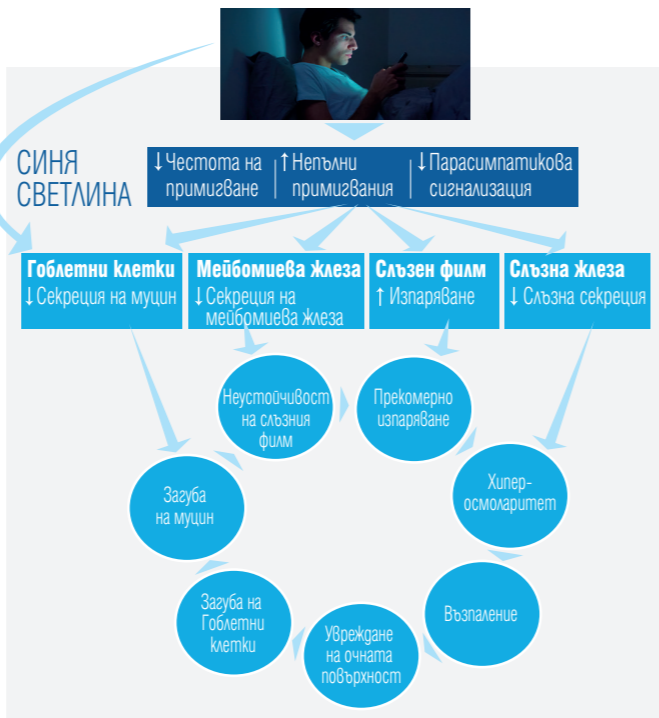 СИНЯ
СВЕТЛИНА
↓Честота на
примигване
↑Непълни
примигвания
↓Парасимпатикова
сигнализация
Гоблетни клетки
↓Секреция на муцин
Мейбомиева жлеза
↓Секреция на
мейбомиева жлеза
Слъзен филм
↑ Изпаряване
Слъзна жлеза
↓ Слъзна секреция
Неустойчивост
на слъзния
филм
Прекомерно
изпаряване
Хипер-
осмоларитет
Възпаление
Увреждане
на очната
повърхност
Загуба на
Гоблетни
клетки
Загуба
на муцин